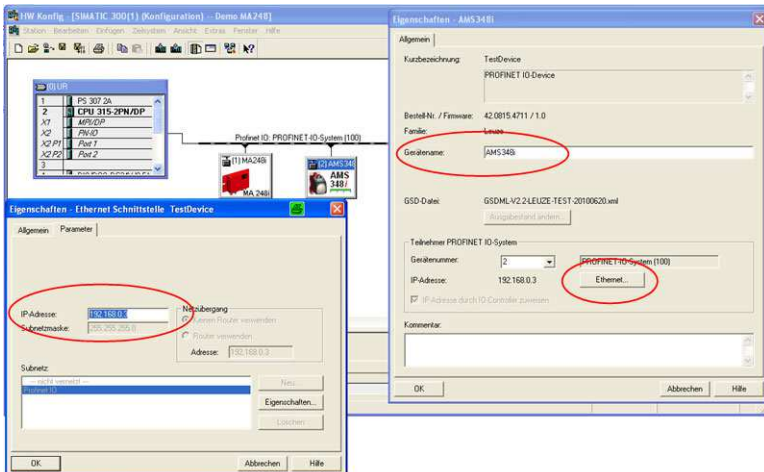 HW Konfig - [SIMATIC 300(1) (Konfiguration) -- Demo MA248]
Station Bearbeiten Einfügen Zielsystem Ansicht Extras Fenster Hilfe
(0) UR
1 PS 307 2A
2 CPU 315-2PN/DP
X1 MPI/DP
X2 PN-IO
X2 P1 Port 1
X2 P2 Port 2
3
Profinet IO: PROFINET-IO-System (100)
(1) MA248i
MA 248i
(2) AMS348
AMS
348i
Eigenschaften - AMS348i
Allgemein
Kurzbezeichnung: TestDevice
PROFINET IO-Device
Bestell-Nr. / Firmware: 42.0815.4711 / 1.0
Familie: Leuze
Gerätename: AMS348i
GSD-Datei: GSDML-V2.2-LEUZE-TEST-20100620.xml
Ausgabestand ändern...
Teilnehmer PROFINET IO-System
Gerätenummer: 2 PROFINET-IO-System (100)
IP-Adresse: 192.168.0.3 Ethernet...
IP-Adresse durch IO-Controller zuweisen
Kommentar:
OK Abbrechen Hilfe
Eigenschaften - Ethernet Schnittstelle TestDevice
Allgemein Parameter
IP-Adresse: 192.168.0.3
Subnetzmaske: 255.255.255.0
Netzübergang
Keinen Router verwenden
Router verwenden
Adresse: 192.168.0.3
Subnetz:
--- nicht vernetzt ---
Profinet IO
Neu...
Eigenschaften...
Löschen
OK Abbrechen Hilfe